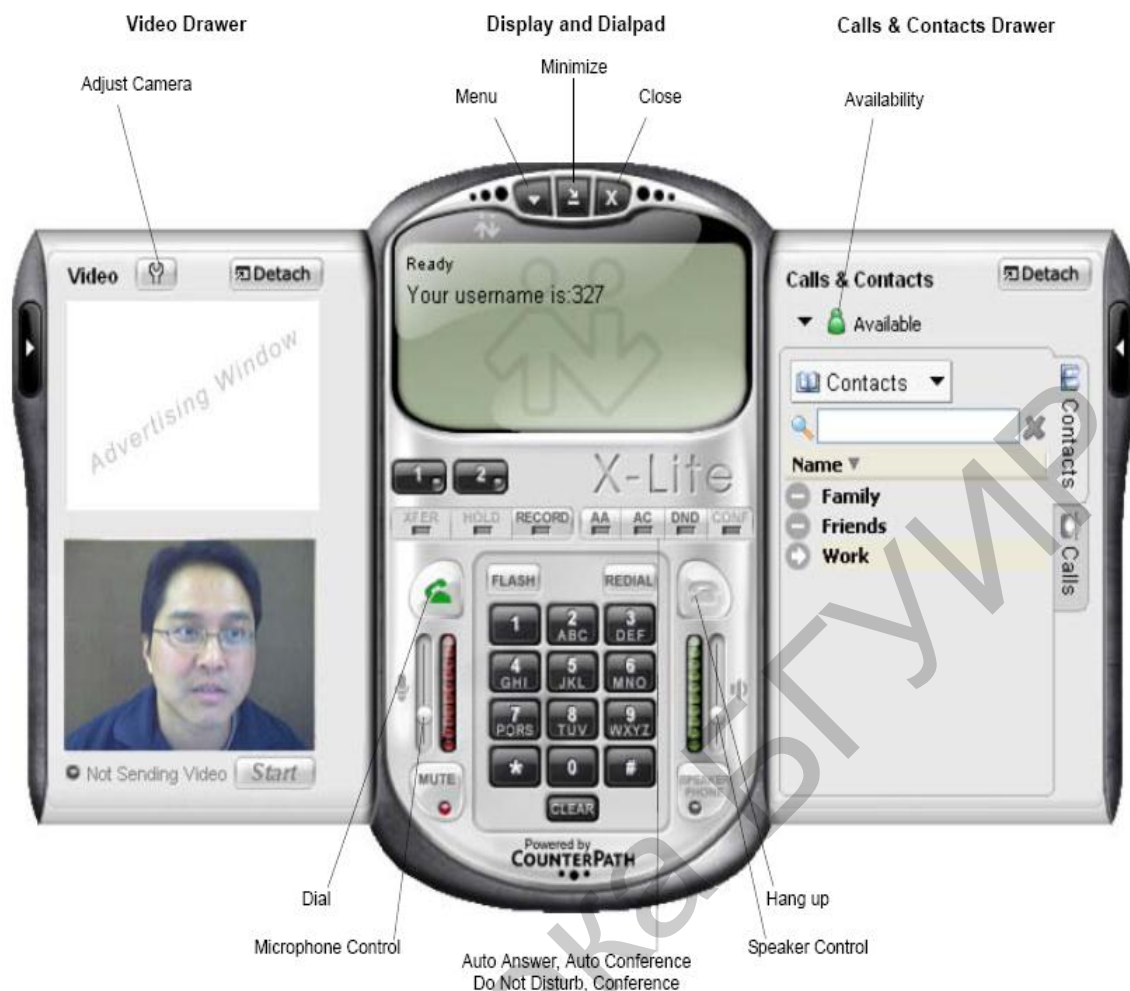 Video Drawer
Display and Dialpad
Calls & Contacts Drawer
Adjust Camera
Menu
Minimize
Close
Availability
Video
Detach
Advertising Window
Not Sending Video
Start
Ready
Your username is:327
1
2
X-Lite
XFER
HOLD
RECORD
AA
AC
DND
CONF
FLASH
REDIAL
1
2 ABC
3 DEF
4 GHI
5 JKL
6 MNO
7 PQRS
8 TUV
9 WXYZ
*
0
#
MUTE
CLEAR
SPEAKER
PHONE
Powered by
COUNTERPATH
Calls & Contacts
Detach
Available
Contacts
Name
Family
Friends
Work
Contacts
Calls
Dial
Hang up
Microphone Control
Speaker Control
Auto Answer, Auto Conference
Do Not Disturb, Conference
БГУИР